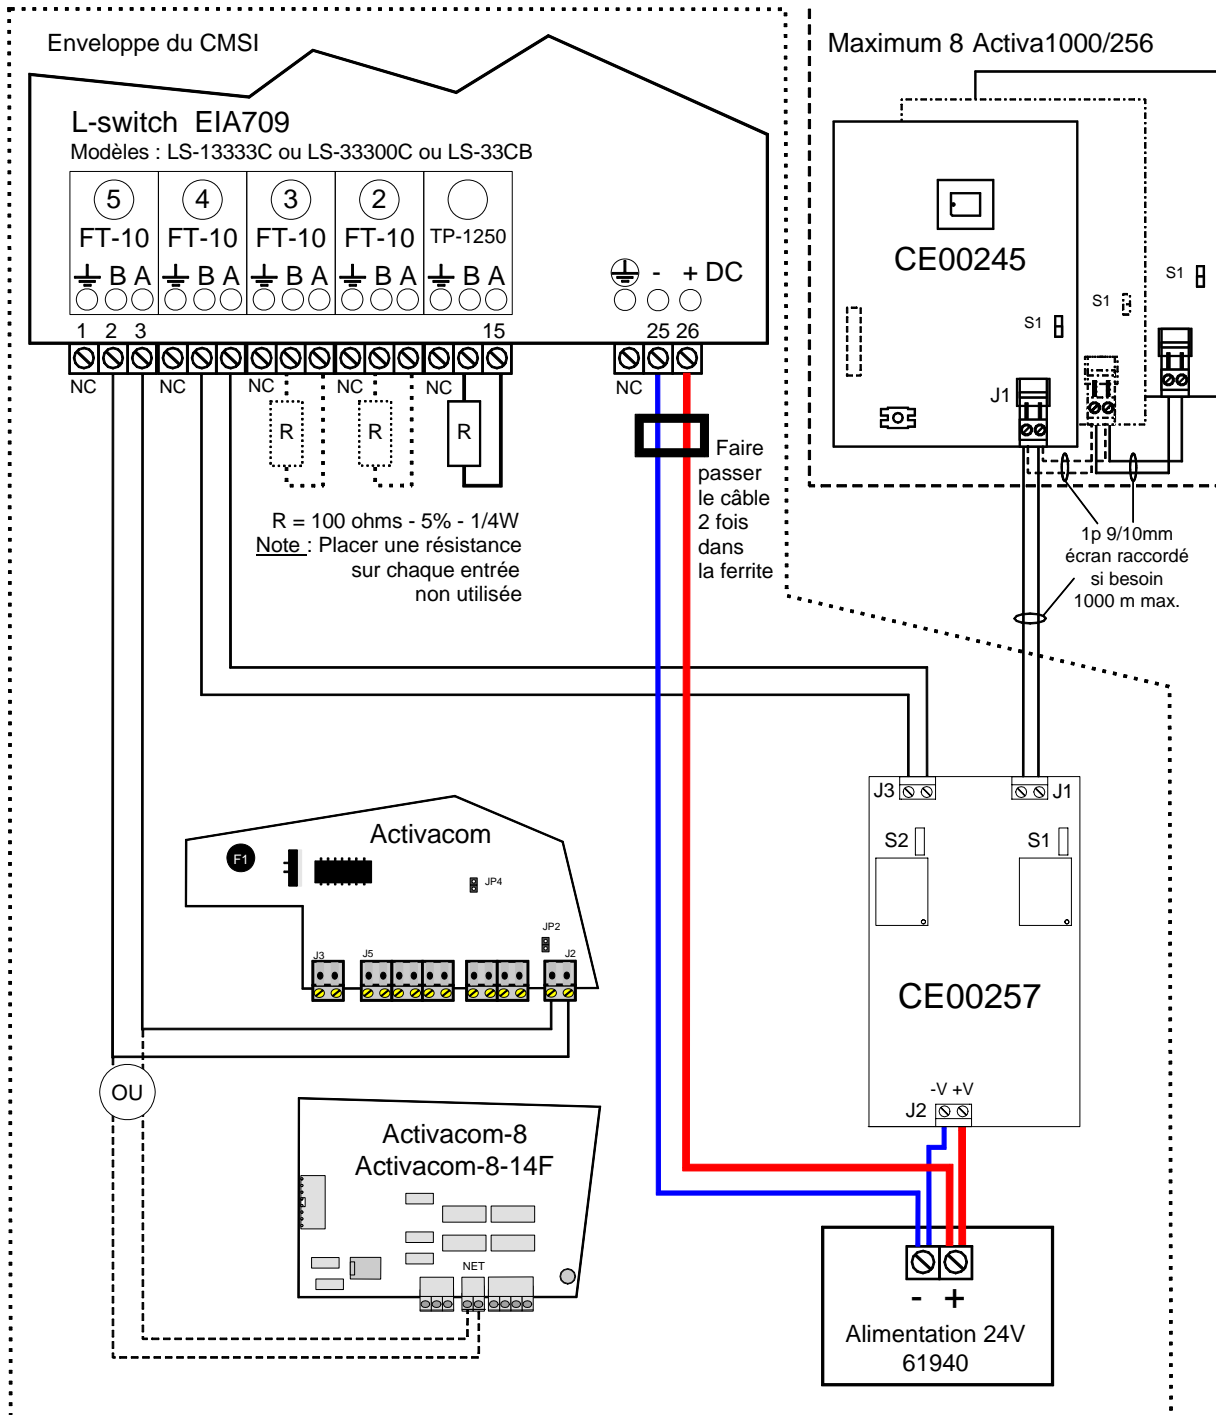 Enveloppe du CMSI
Maximum 8 Activa1000/256
L-switch EIA709
Modèles : LS-13333C ou LS-33300C ou LS-33CB
5 4 3 2
FT-10 FT-10 FT-10 FT-10 TP-1250
B A B A B A B A B A - + DC
1 2 3 15 25 26
NC NC NC NC NC NC
R R R
CE00245
S1
S1
S1
J1
Faire
passer
le câble
2 fois
dans
la ferrite
R = 100 ohms - 5% - 1/4W
Note : Placer une résistance
sur chaque entrée
non utilisée
1p 9/10mm
écran raccordé
si besoin
1000 m max.
J3 J1
S2 S1
CE00257
-V +V
J2
Activacom
F1
JP4
JP2
J3 J5 J2
OU
Activacom-8
Activacom-8-14F
NET
- +
Alimentation 24V
61940